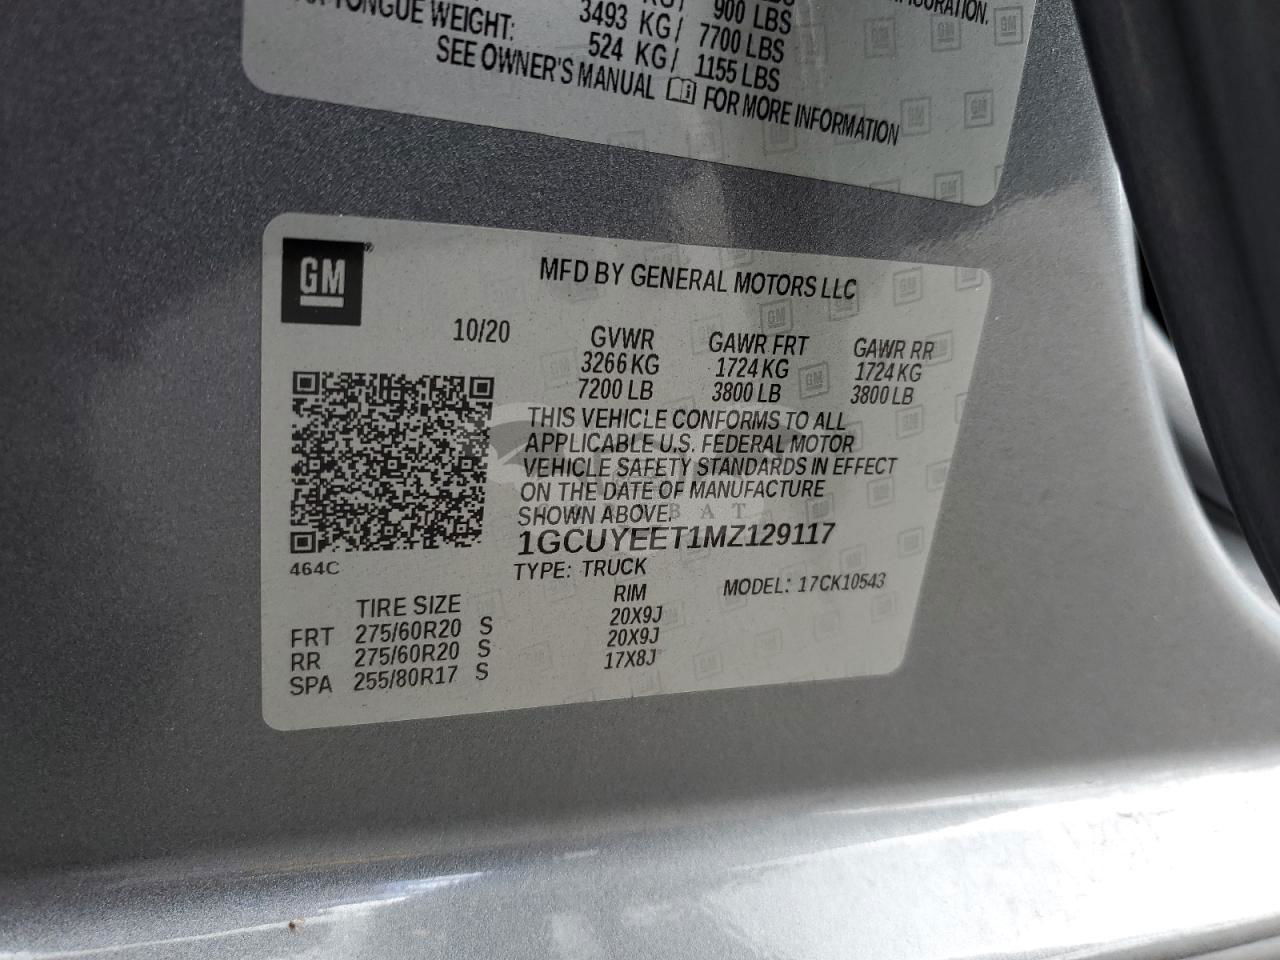 900 LBS
TONGUE WEIGHT: 3493 KG/ 7700 LBS
524 KG/ 1155 LBS
SEE OWNER'S MANUAL FOR MORE INFORMATION
GM
MFD BY GENERAL MOTORS LLC
10/20 GVWR GAWR FRT GAWR RR
3266 KG 1724 KG 1724 KG
7200 LB 3800 LB 3800 LB
THIS VEHICLE CONFORMS TO ALL
APPLICABLE U.S. FEDERAL MOTOR
VEHICLE SAFETY STANDARDS IN EFFECT
ON THE DATE OF MANUFACTURE
SHOWN ABOVE.
1GCUYEET1MZ129117
464C
TYPE: TRUCK MODEL: 17CK10543
TIRE SIZE RIM
FRT 275/60R20 S 20X9J
RR 275/60R20 S 20X9J
SPA 255/80R17 S 17X8J